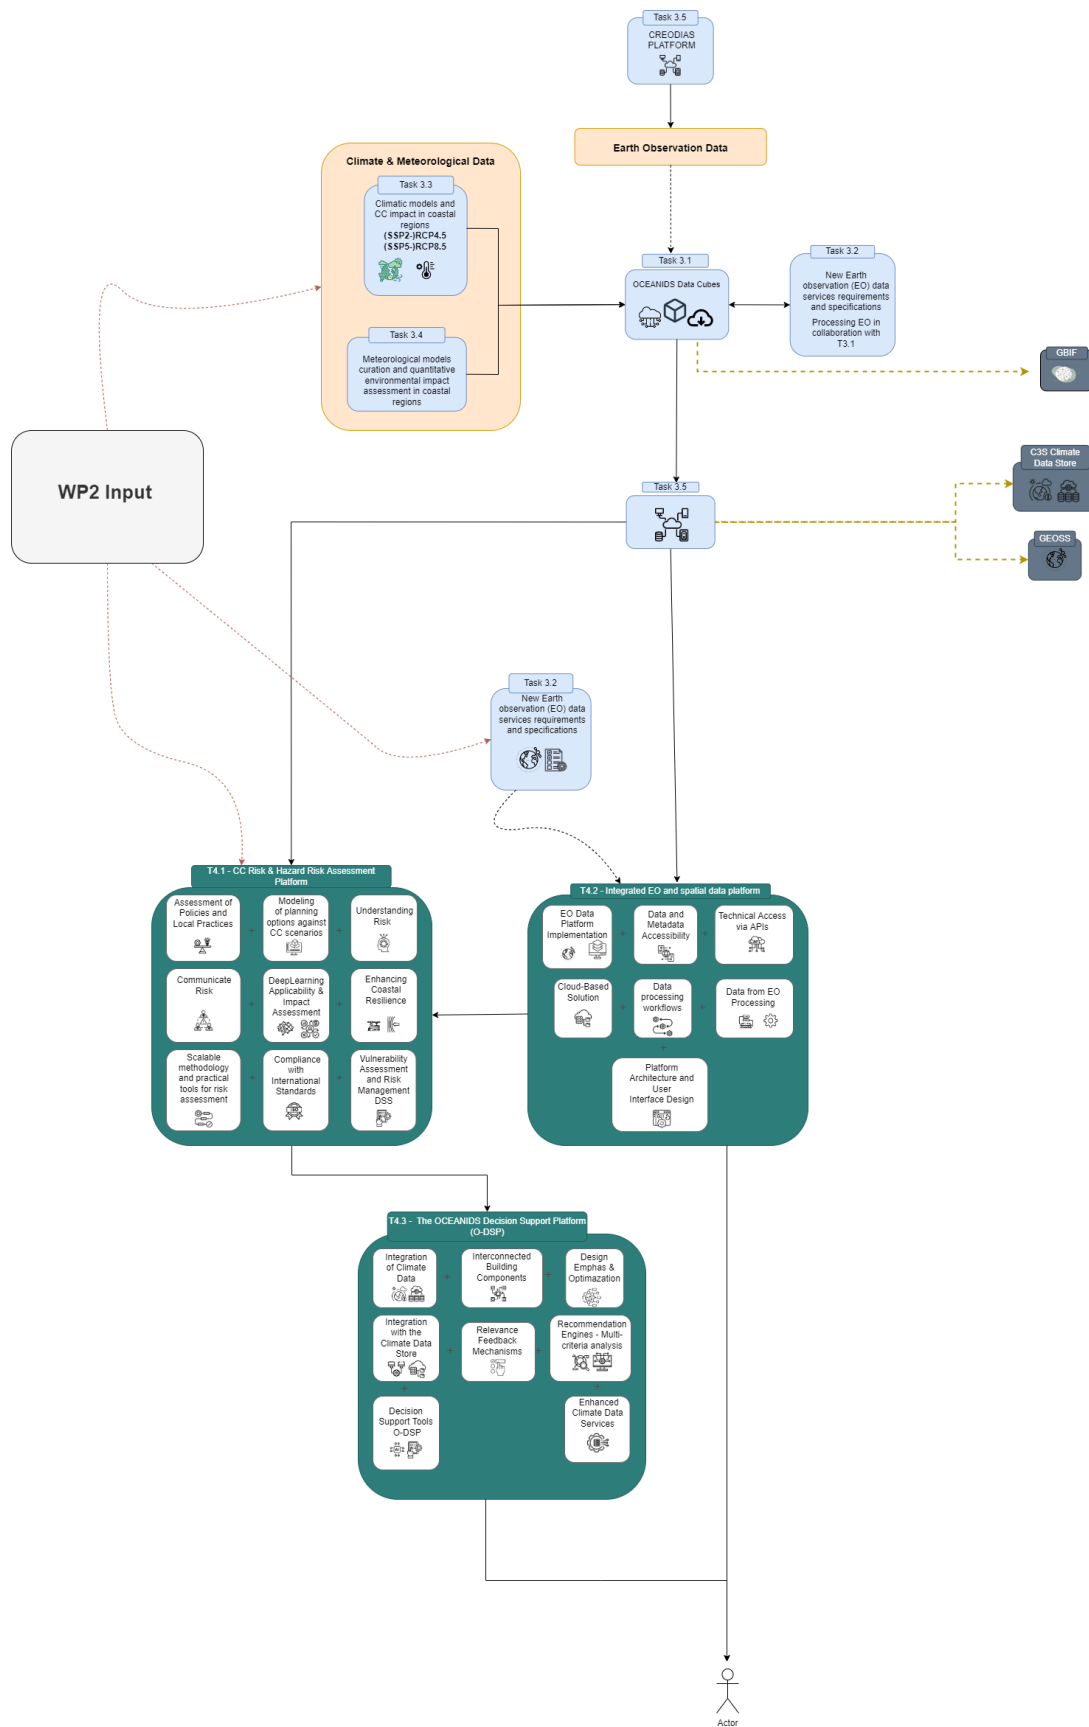 Task 3.5
CREODIAS
PLATFORM
Earth Observation Data
Climate & Meteorological Data
Task 3.3
Climatic models and
CC impact in coastal
regions
(SSP2-)RCP4.5
(SSP5-)RCP8.5
Task 3.4
Meteorological models
curation and quantitative
environmental impact
assessment in coastal
regions
Task 3.1
OCEANIDS Data Cubes
Task 3.2
New Earth
observation (EO) data
services requirements
and specifications
Processing EO in
collaboration with
T3.1
GBIF
WP2 Input
C3S Climate
Data Store
Task 3.5
GEOSS
Task 3.2
New Earth
observation (EO) data
services requirements
and specifications
T4.1 - CC Risk & Hazard Risk Assessment
Platform
Assessment of
Policies and
Local Practices
+
Modeling
of planning
options against
CC scenarios
+
Understanding
Risk
Communicate
Risk
+
DeepLearning
Applicability &
Impact
Assessment
+
Enhancing
Coastal
Resilience
Scalable
methodology
and practical
tools for risk
assessment
+
Compliance
with
International
Standards
+
Vulnerability
Assessment
and Risk
Management
DSS
T4.2 - Integrated EO and spatial data platform
EO Data
Platform
Implementation
+
Data and
Metadata
Accessibility
+
Technical Access
via APIs
Cloud-Based
Solution
+
Data
processing
workflows
+
Data from EO
Processing
+
Platform
Architecture and
User
Interface Design
T4.3 - The OCEANIDS Decision Support Platform
(O-DSP)
Integration
of Climate
Data
+
Interconnected
Building
Components
+
Design
Emphas &
Optimazation
Integration
with the
Climate Data
Store
+
Relevance
Feedback
Mechanisms
+
Recommendation
Engines - Multi-
criteria analysis
+
+
Decision
Support Tools
O-DSP
Enhanced
Climate Data
Services
Actor